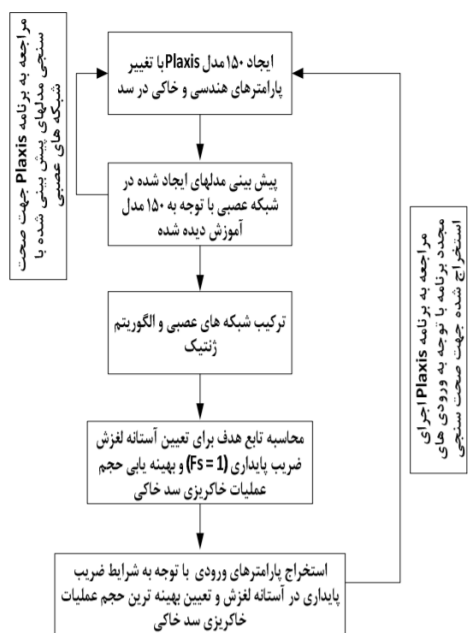 ایجاد ۱۵۰ مدل Plaxis با تغییر
پارامترهای هندسی و خاکی در سد
پیش بینی مدلهای ایجاد شده در
شبکه عصبی با توجه به ۱۵۰ مدل
آموزش دیده شده
ترکیب شبکه های عصبی و الگوریتم
ژنتیک
محاسبه تابع هدف برای تعیین آستانه لغزش
ضریب پایداری (Fs = 1) و بهینه یابی حجم
عملیات خاکریزی سد خاکی
استخراج پارامترهای ورودی با توجه به شرایط ضریب
پایداری در آستانه لغزش و تعیین بهینه ترین حجم عملیات
خاکریزی سد خاکی
مراجعه به برنامه Plaxis جهت صحت
سنجی مدلهای پیش بینی شده با
شبکه های عصبی
مراجعه به برنامه Plaxis اجرای
مجدد برنامه با توجه به ورودی های
استخراج شده جهت صحت سنجی